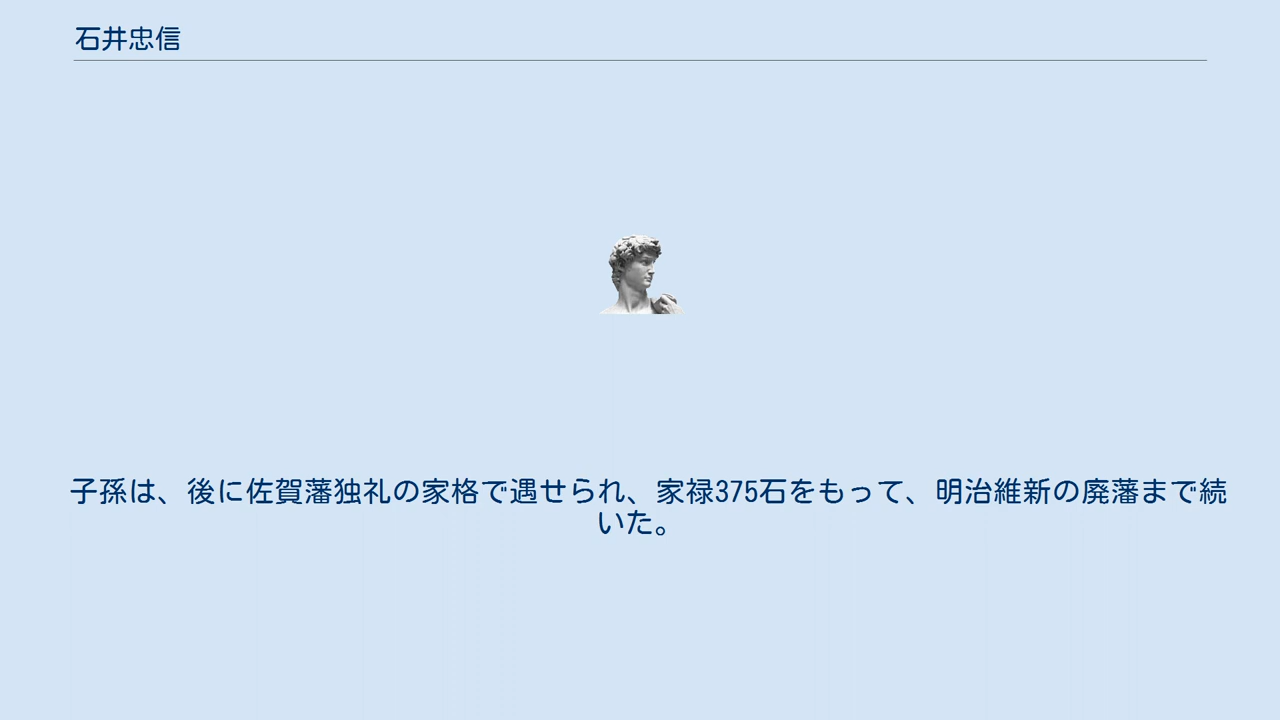 石井忠信
子孫は、後に佐賀藩独礼の家格で遇せられ、家禄375石をもって、明治維新の廃藩まで続
いた。